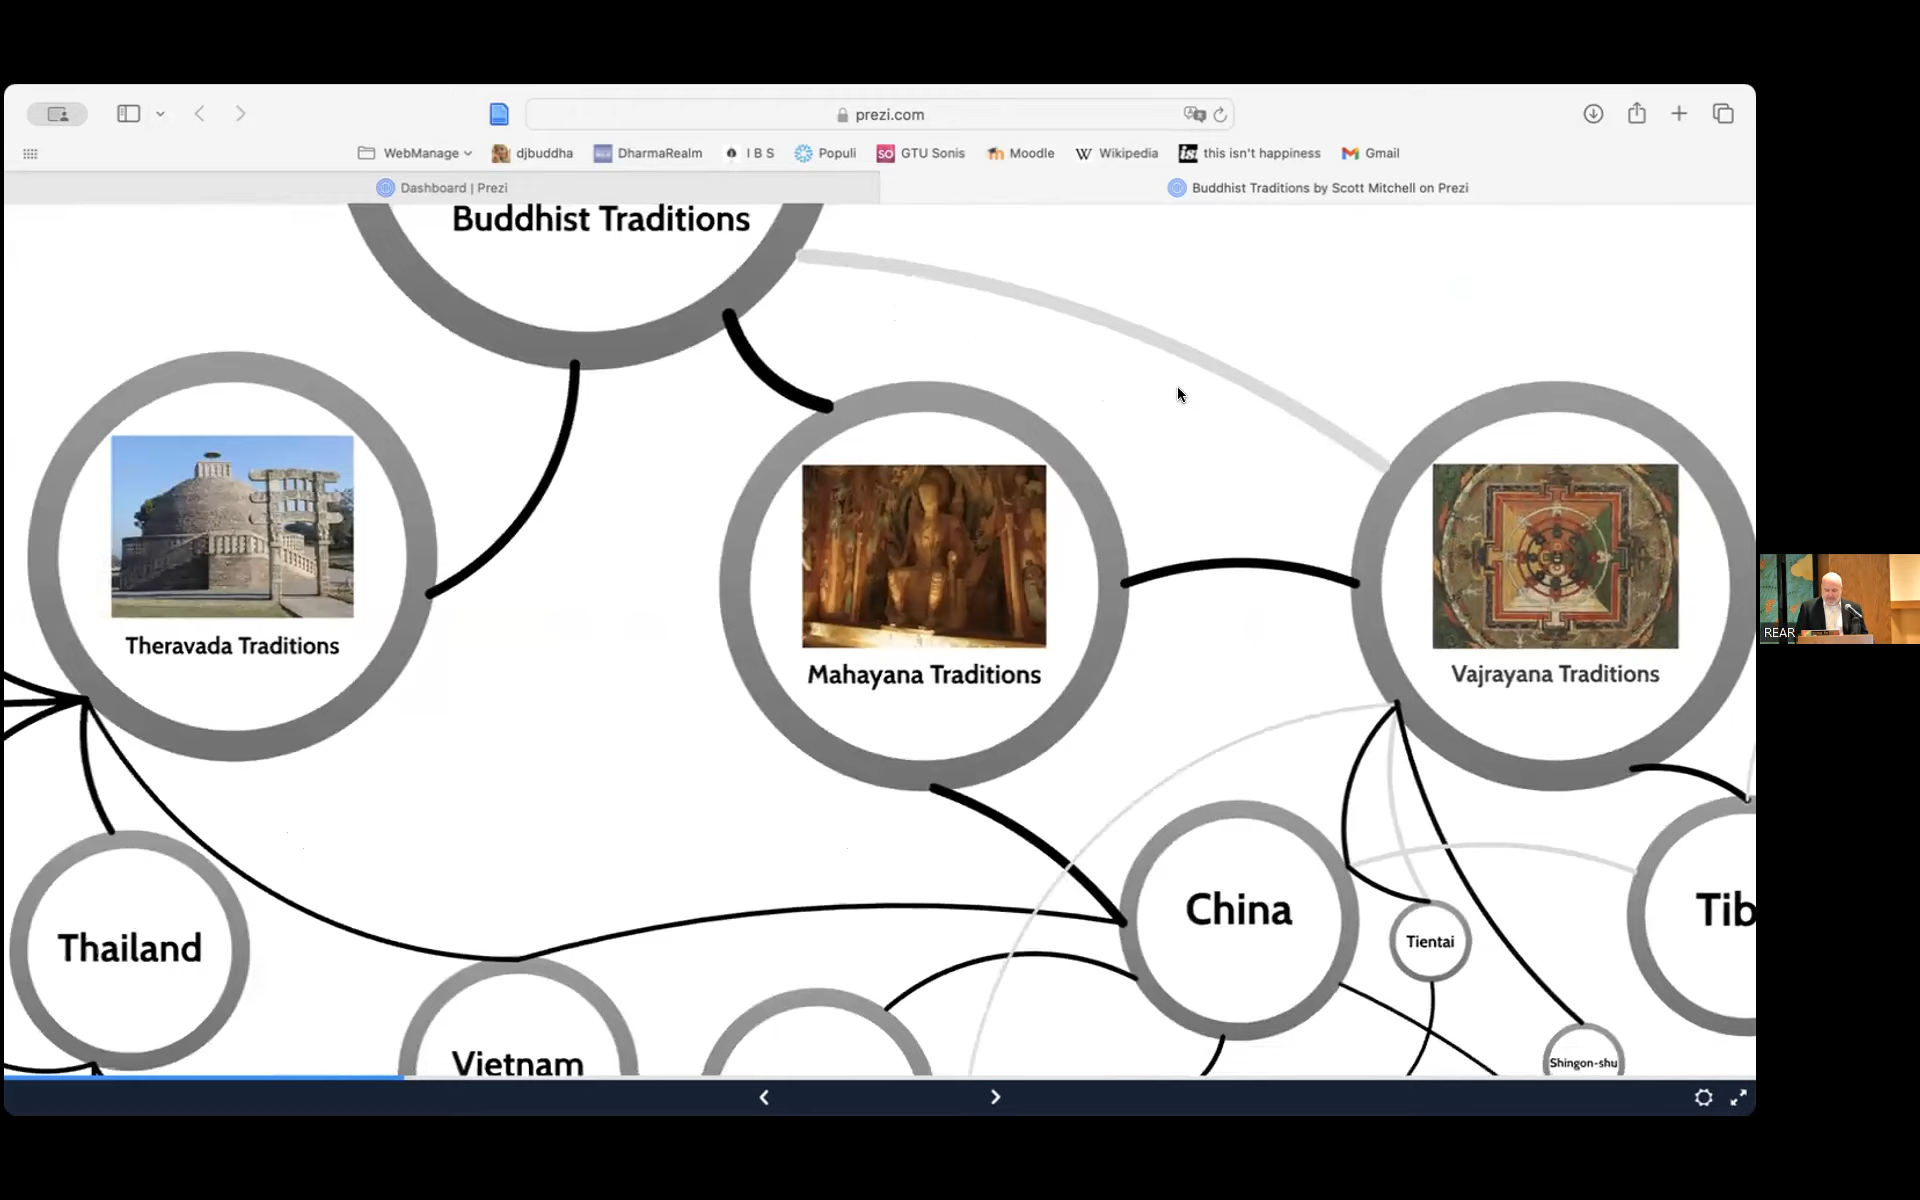 prezi.com
WebManage djbuddha DharmaRealm I B S Populi GTU Sonis Moodle Wikipedia this isn't happiness Gmail
Dashboard | Prezi Buddhist Traditions by Scott Mitchell on Prezi
Buddhist Traditions
Theravada Traditions
Mahayana Traditions
Vajrayana Traditions
REAR
China
Tib
Tientai
Thailand
Vietnam
Shingon-shu